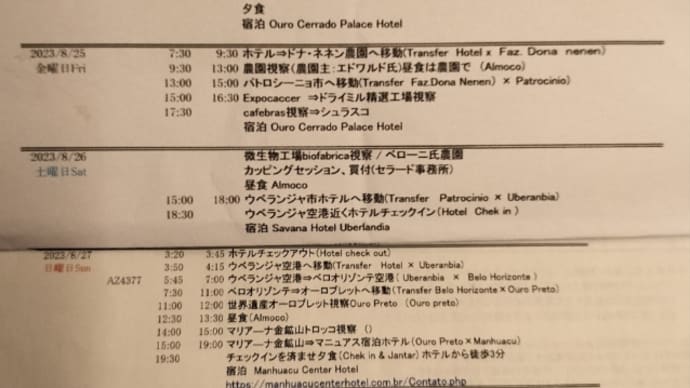 夕食
宿泊 Ouro Cerrado Palace Hotel
2023/8/25 7:30 9:30 ホテル⇒ドナ・ネネン農園へ移動(Transfer Hotel x Faz. Dona nenen)
金曜日Fri 9:30 13:00 農園視察(農園主:エドワルド氏)昼食は農園で (Almoco)
13:00 15:00 パトロシーニョ市へ移動(Transfer Faz.Dona Nenen) × Patrocinio)
15:00 16:30 Expocaccer ⇒ドライミル精選工場視察
17:30 cafebras視察⇒シュラスコ
宿泊 Ouro Cerrado Palace Hotel
2023/8/26 微生物工場biofabrica視察 / ベローニ氏農園
土曜日Sat カッピングセッション、買付(セラード事務所)
昼食 Almoco
15:00 18:00 ウベランジャ市ホテルへ移動(Transfer Patrocinio × Uberanbia)
18:30 ウベランジャ空港近くホテルチェックイン(Hotel Chek in )
宿泊 Savana Hotel Uberlandia
2023/8/27 3:20 3:45 ホテルチェックアウト(Hotel check out)
日曜日Sun 3:50 4:15 ウベランジャ空港へ移動(Transfer Hotel × Uberanbia)
AZ4377 5:45 7:00 ウベランジャ空港⇒ベロオリゾンテ空港( Uberanbia × Belo Horizonte )
7:30 11:00 ベロオリゾンテ⇒オーロプレットへ移動(Transfer Belo Horizonte×Ouro Preto)
11:00 12:00 世界遺産オーロプレット視察Ouro Preto (Ouro preto)
12:30 13:30 昼食(Almoco)
14:00 15:00 マリアーナ金鉱山トロッコ視察 ()
15:00 19:00 マリアーナ金鉱山⇒マニュアス宿泊ホテル(Ouro Preto×Manhuacu)
19:30 チェックインを済ませ夕食(Chek in & Jantar) ホテルから徒歩3分
宿泊 Manhuacu Center Hotel
https://manhuacucenterhotel.com.br/Contato.php